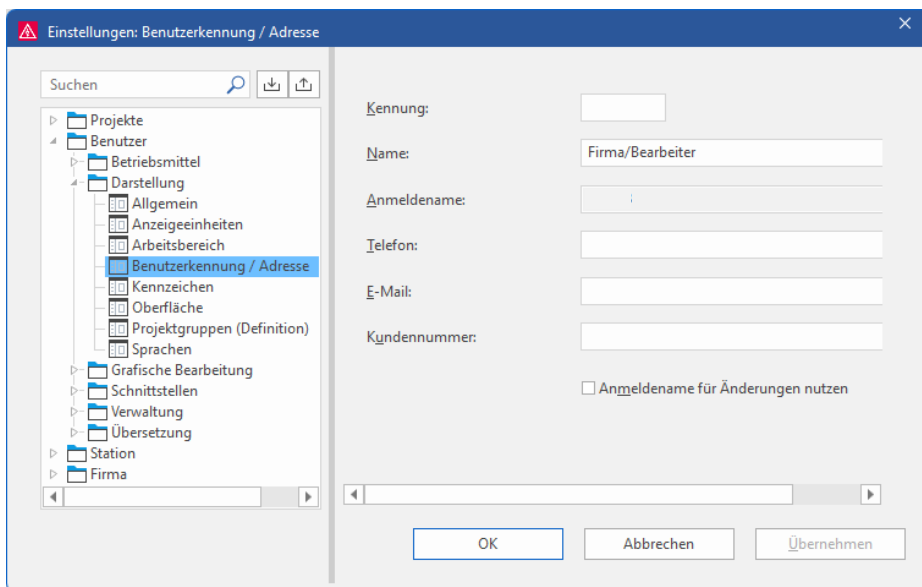 Einstellungen: Benutzerkennung / Adresse
Suchen
Projekte
Benutzer
Betriebsmittel
Darstellung
Allgemein
Anzeigeeinheiten
Arbeitsbereich
Benutzerkennung / Adresse
Kennzeichen
Oberfläche
Projektgruppen (Definition)
Sprachen
Grafische Bearbeitung
Schnittstellen
Verwaltung
Übersetzung
Station
Firma
Kennung:
Name: Firma/Bearbeiter
Anmeldename:
Telefon:
E-Mail:
Kundennummer:
Anmeldename für Änderungen nutzen
OK Abbrechen Übernehmen